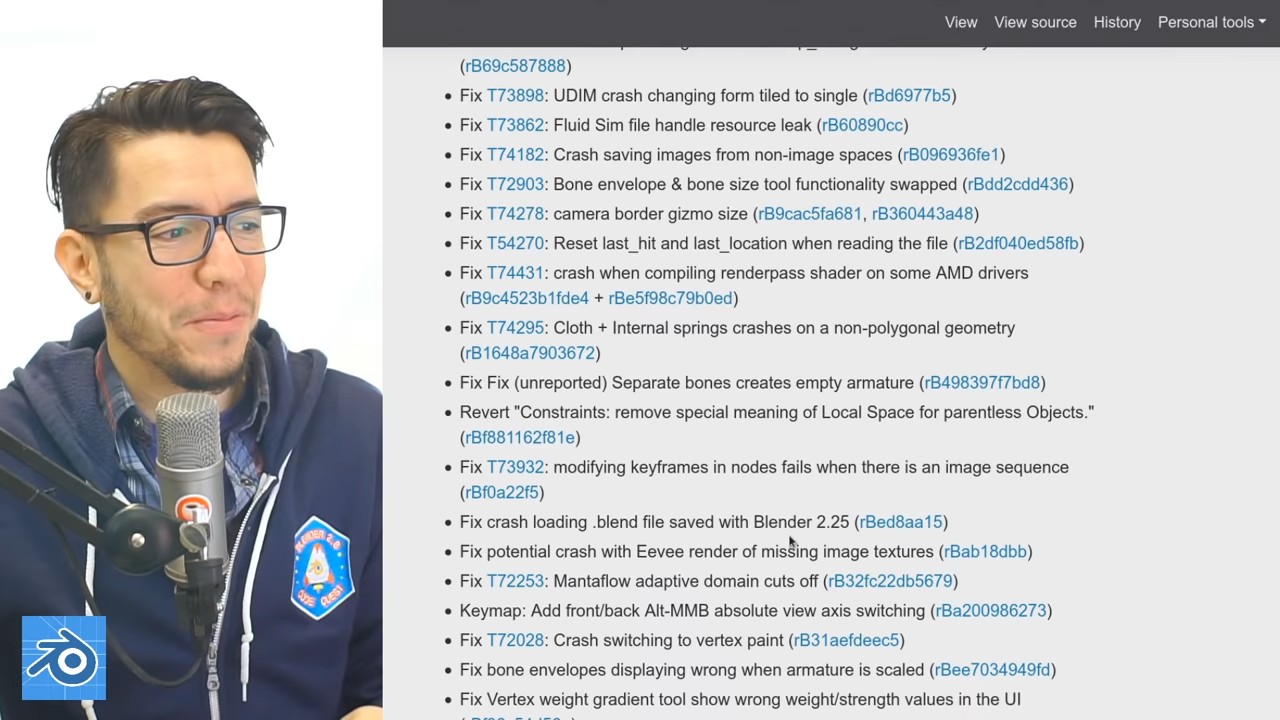 View View source History Personal tools
(rB69c587888)
Fix T73898: UDIM crash changing form tiled to single (rBd6977b5)
Fix T73862: Fluid Sim file handle resource leak (rB60890cc)
Fix T74182: Crash saving images from non-image spaces (rB096936fe1)
Fix T72903: Bone envelope & bone size tool functionality swapped (rBdd2cdd436)
Fix T74278: camera border gizmo size (rB9cac5fa681, rB360443a48)
Fix T54270: Reset last_hit and last_location when reading the file (rB2df040ed58fb)
Fix T74431: crash when compiling renderpass shader on some AMD drivers
(rB9c4523b1fde4 + rBe5f98c79b0ed)
Fix T74295: Cloth + Internal springs crashes on a non-polygonal geometry
(rB1648a7903672)
Fix Fix (unreported) Separate bones creates empty armature (rB498397f7bd8)
Revert "Constraints: remove special meaning of Local Space for parentless Objects."
(rBf881162f81e)
Fix T73932: modifying keyframes in nodes fails when there is an image sequence
(rBf0a22f5)
Fix crash loading .blend file saved with Blender 2.25 (rBed8aa15)
Fix potential crash with Eevee render of missing image textures (rBab18dbb)
Fix T72253: Mantaflow adaptive domain cuts off (rB32fc22db5679)
Keymap: Add front/back Alt-MMB absolute view axis switching (rBa200986273)
Fix T72028: Crash switching to vertex paint (rB31aefdeec5)
Fix bone envelopes displaying wrong when armature is scaled (rBee7034949fd)
Fix Vertex weight gradient tool show wrong weight/strength values in the UI
BLENDER 2.8
CODE QUEST